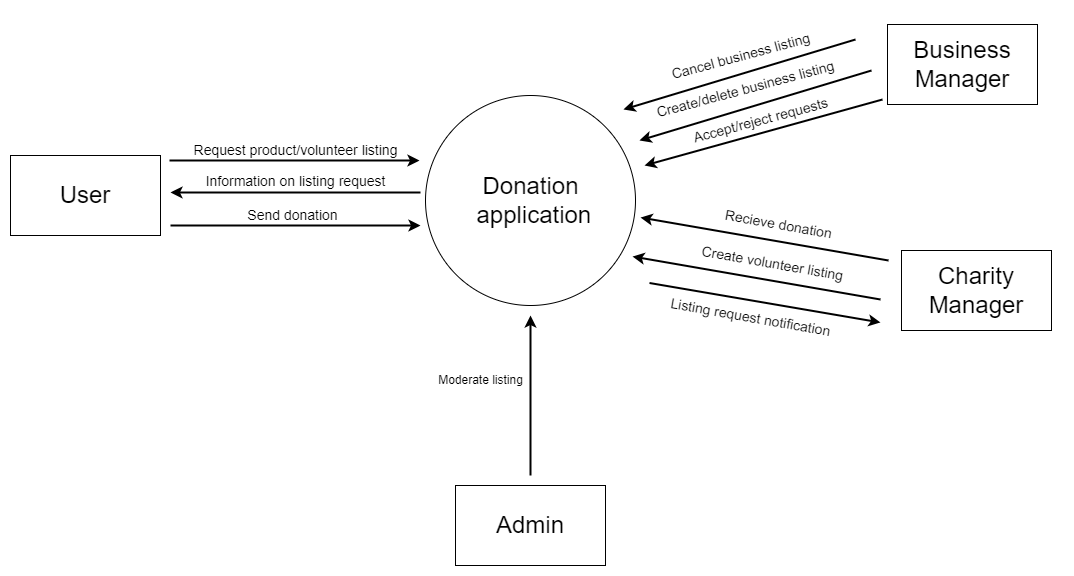 Business
Manager
Cancel business listing
Create/delete business listing
Accept/reject requests
Request product/volunteer listing
Information on listing request
Send donation
User
Donation
application
Recieve donation
Create volunteer listing
Listing request notification
Charity
Manager
Moderate listing
Admin